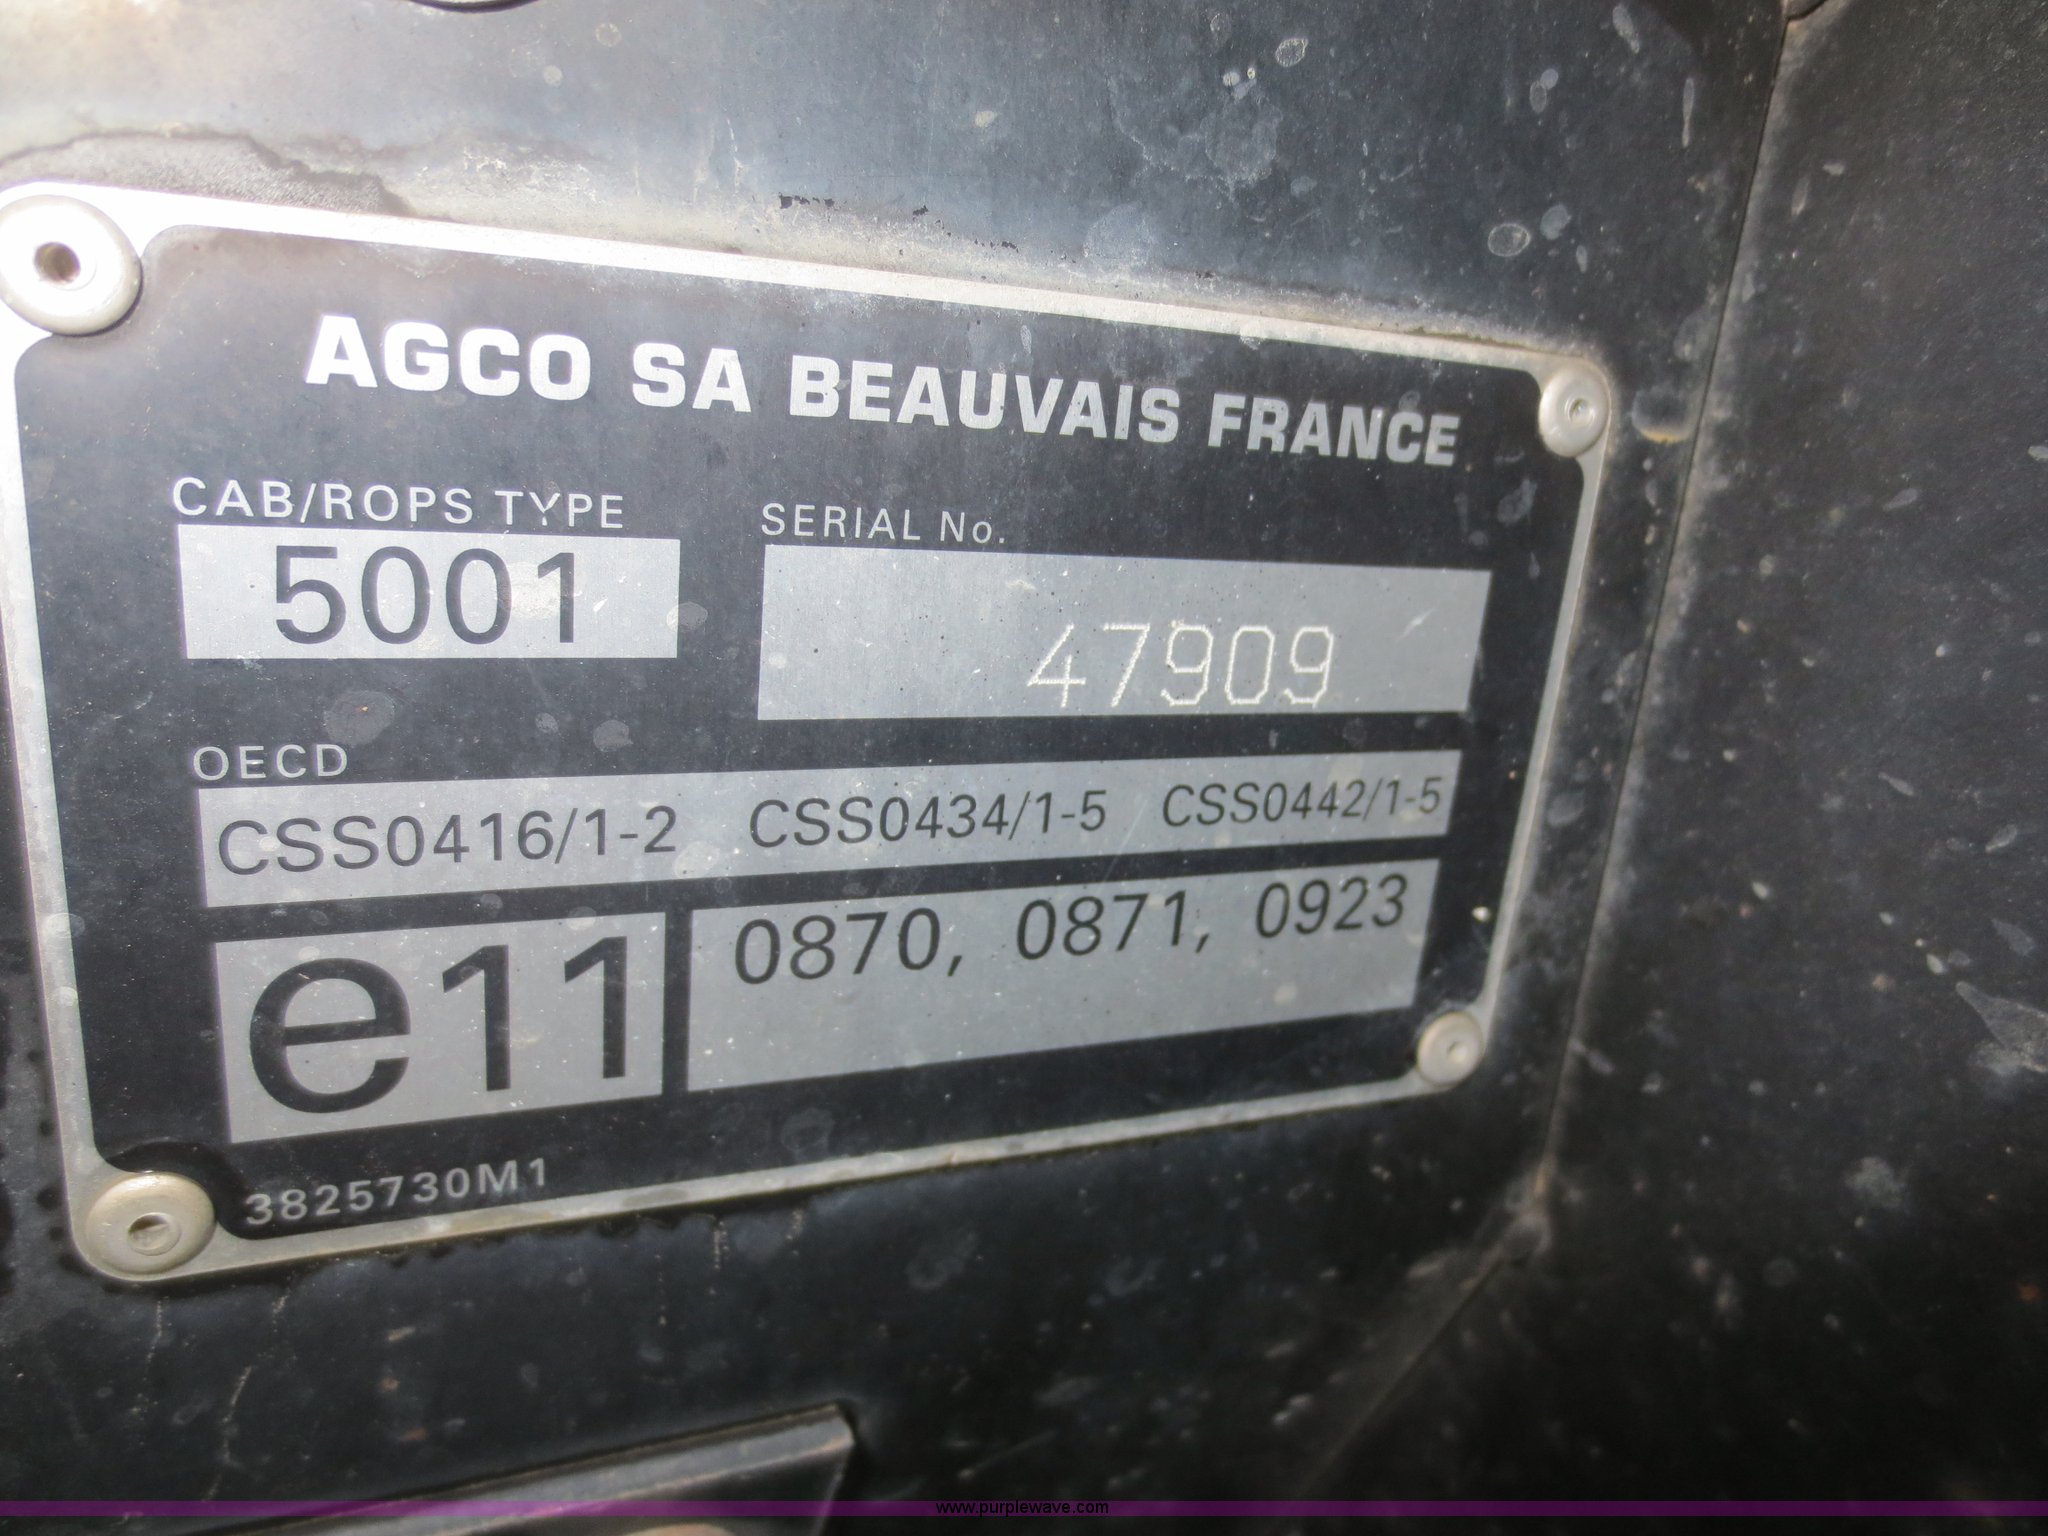 AGCO SA BEAUVAIS FRANCE
CAB/ROPS TYPE SERIAL No.
5001 47909
OECD
CSS0416/1-2 CSS0434/1-5 CSS0442/1-5
e11 0870, 0871, 0923
3825730M1
www.purplewave.com